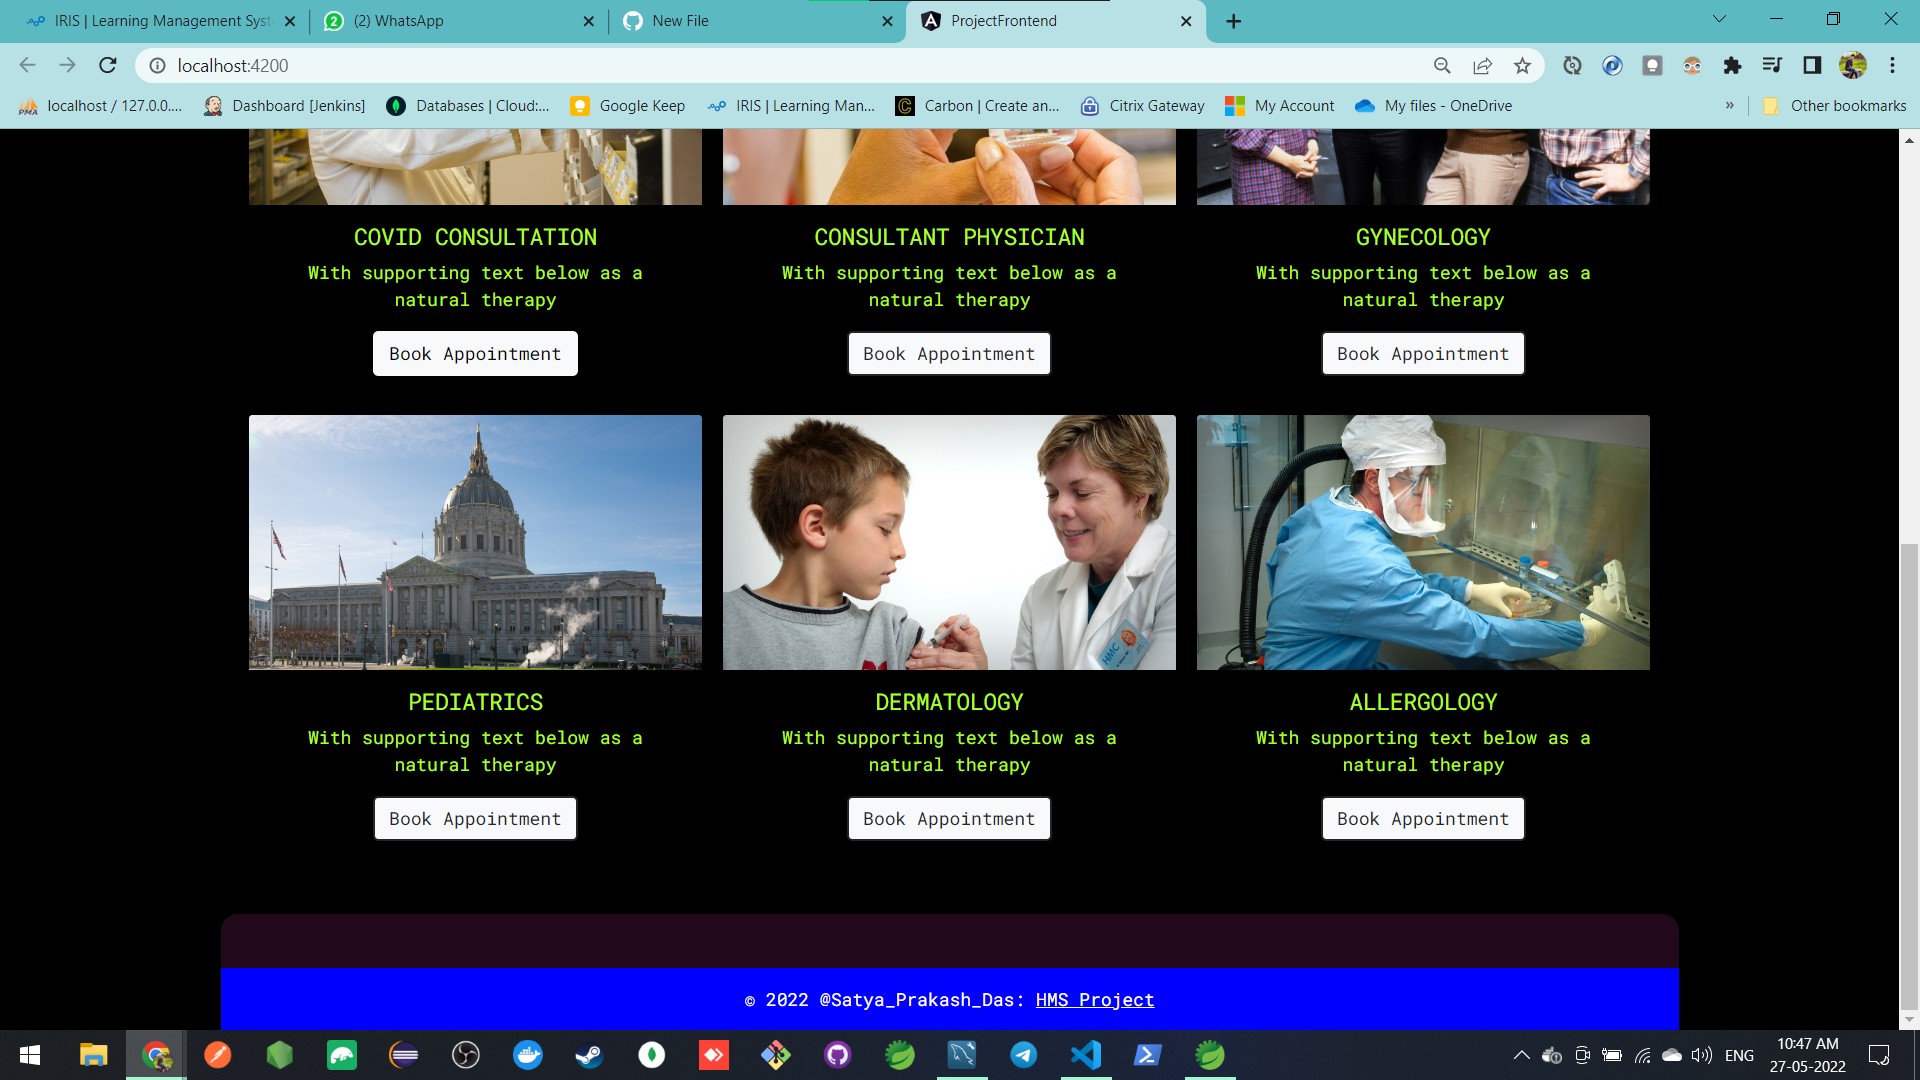 IRIS | Learning Management Syst
(2) WhatsApp
New File
ProjectFrontend
localhost:4200
localhost / 127.0.0....
Dashboard [Jenkins]
Databases | Cloud:...
Google Keep
IRIS | Learning Man...
Carbon | Create an...
Citrix Gateway
My Account
My files - OneDrive
»
Other bookmarks
COVID CONSULTATION
With supporting text below as a
natural therapy
Book Appointment
CONSULTANT PHYSICIAN
With supporting text below as a
natural therapy
Book Appointment
GYNECOLOGY
With supporting text below as a
natural therapy
Book Appointment
HMC
PEDIATRICS
With supporting text below as a
natural therapy
Book Appointment
DERMATOLOGY
With supporting text below as a
natural therapy
Book Appointment
ALLERGOLOGY
With supporting text below as a
natural therapy
Book Appointment
© 2022 @Satya_Prakash_Das: HMS Project
ENG
10:47 AM
27-05-2022